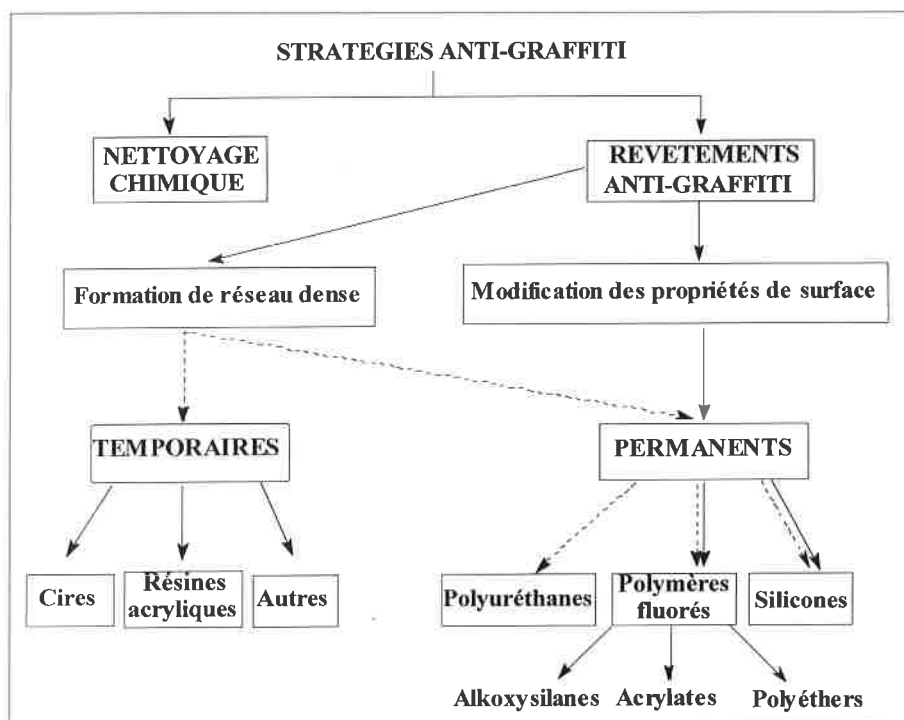 STRATEGIES ANTI-GRAFFITI
NETTOYAGE
CHIMIQUE
REVETEMENTS
ANTI-GRAFFITI
Formation de réseau dense
Modification des propriétés de surface
TEMPORAIRES
PERMANENTS
Cires
Résines
acryliques
Autres
Polyuréthanes
Polymères
fluorés
Silicones
Alkoxysilanes
Acrylates
Polyéthers